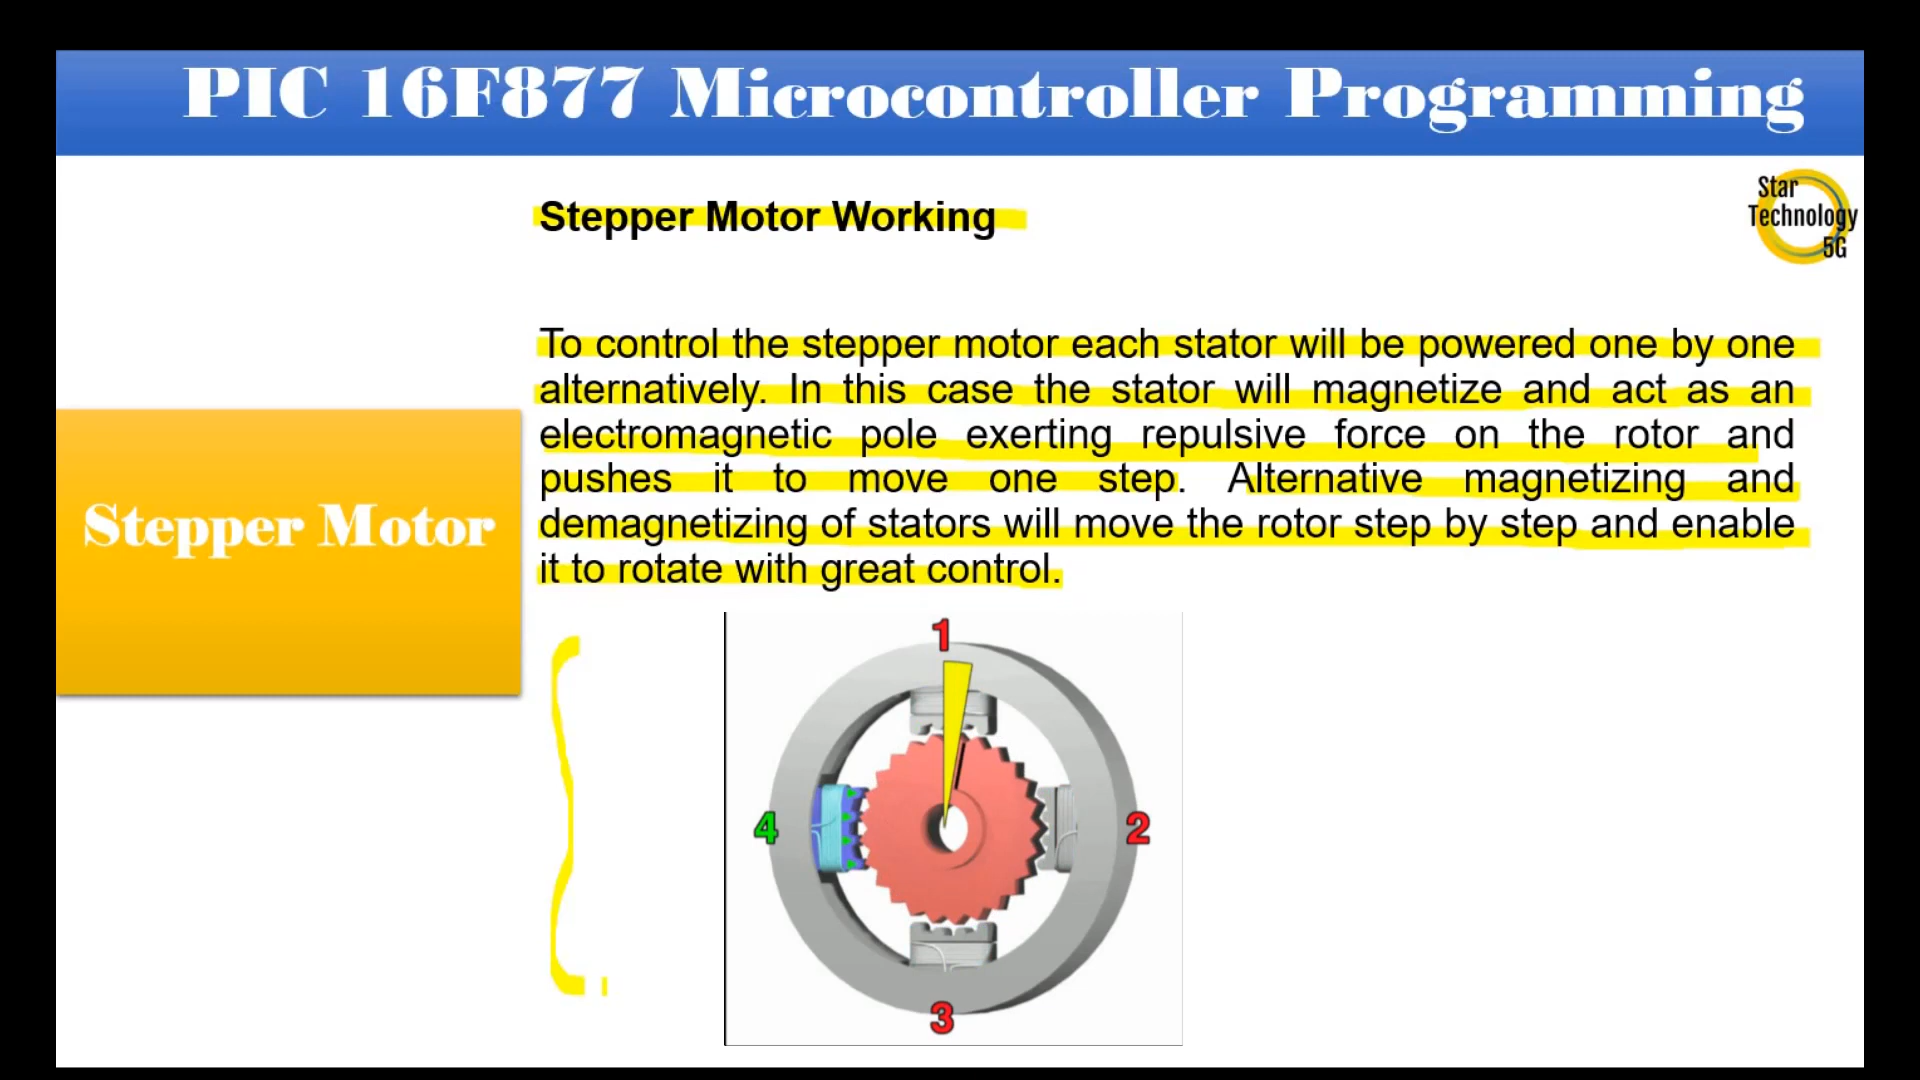 PIC 16F877 Microcontroller Programming
Star
Technology
5G
Stepper Motor Working
To control the stepper motor each stator will be powered one by one
alternatively. In this case the stator will magnetize and act as an
electromagnetic pole exerting repulsive force on the rotor and
pushes it to move one step. Alternative magnetizing and
demagnetizing of stators will move the rotor step by step and enable
it to rotate with great control.
Stepper Motor
1
4
2
3